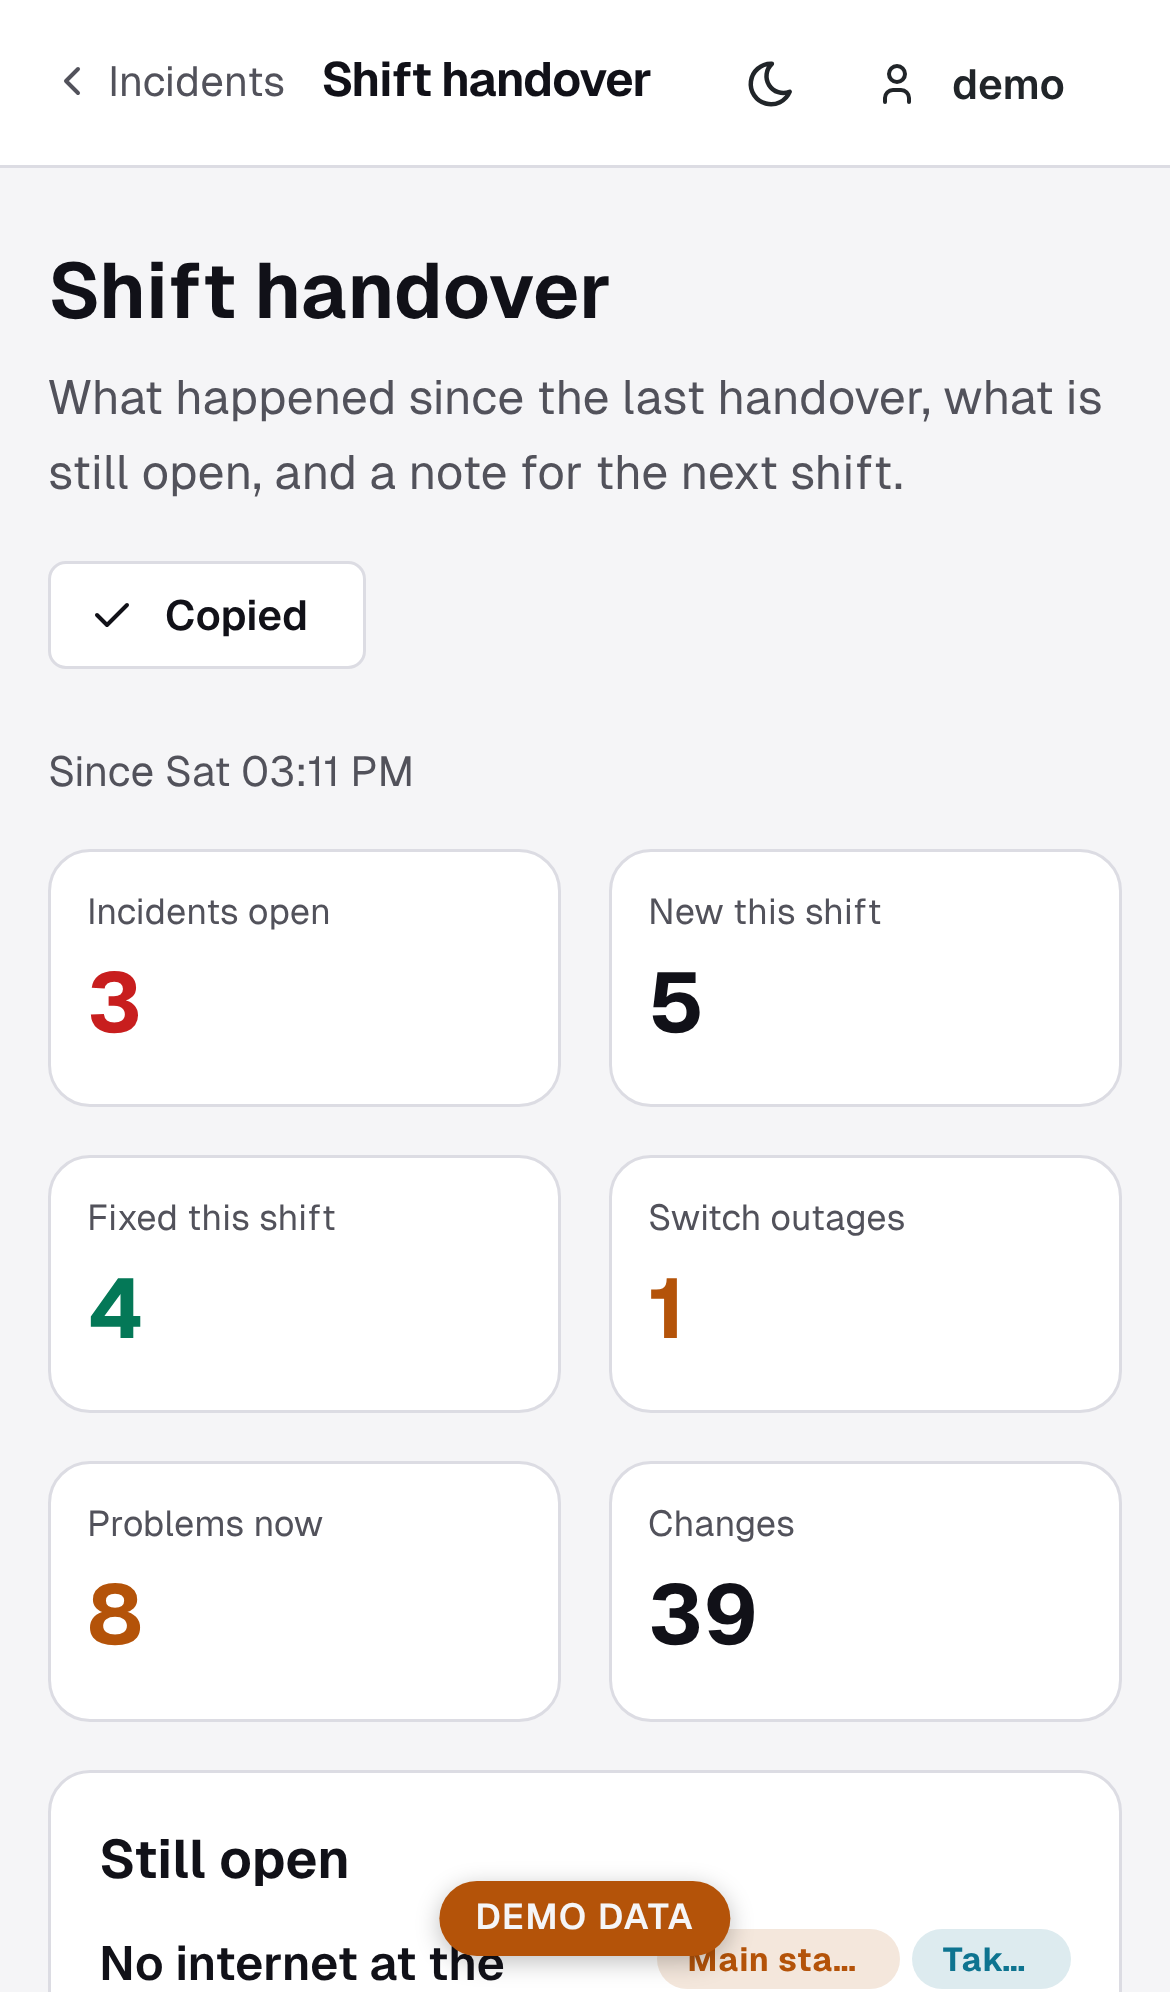 Incidents Shift handover demo
Shift handover
What happened since the last handover, what is
still open, and a note for the next shift.
Copied
Since Sat 03:11 PM
Incidents open
3
New this shift
5
Fixed this shift
4
Switch outages
1
Problems now
8
Changes
39
Still open
DEMO DATA
No internet at the
Main sta...
Tak...